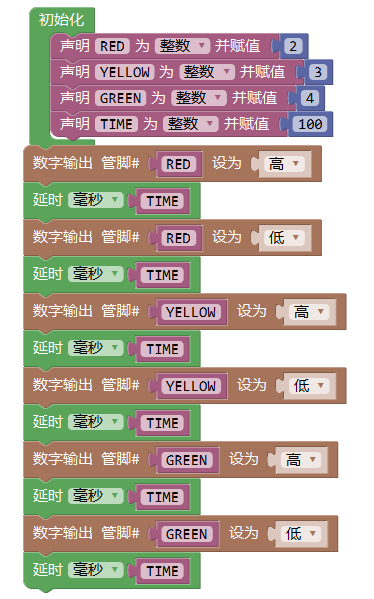 初始化
声明 RED 为 整数 并赋值 2
声明 YELLOW 为 整数 并赋值 3
声明 GREEN 为 整数 并赋值 4
声明 TIME 为 整数 并赋值 100
数字输出 管脚# RED 设为 高
延时 毫秒 TIME
数字输出 管脚# RED 设为 低
延时 毫秒 TIME
数字输出 管脚# YELLOW 设为 高
延时 毫秒 TIME
数字输出 管脚# YELLOW 设为 低
延时 毫秒 TIME
数字输出 管脚# GREEN 设为 高
延时 毫秒 TIME
数字输出 管脚# GREEN 设为 低
延时 毫秒 TIME